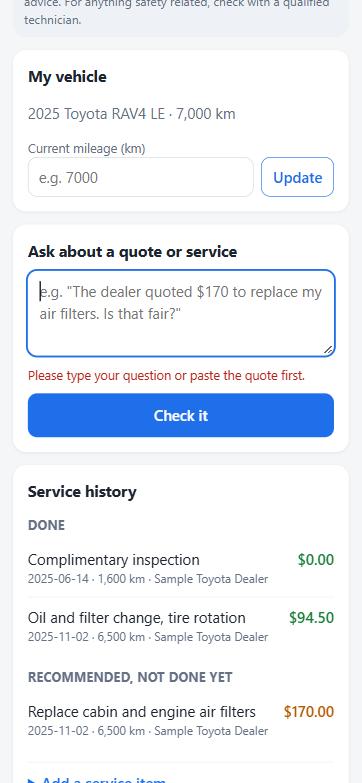 advice. For anything safety related, check with a qualified
technician.
My vehicle
2025 Toyota RAV4 LE · 7,000 km
Current mileage (km)
e.g. 7000
Update
Ask about a quote or service
e.g. "The dealer quoted $170 to replace my
air filters. Is that fair?"
Please type your question or paste the quote first.
Check it
Service history
DONE
Complimentary inspection $0.00
2025-06-14 · 1,600 km · Sample Toyota Dealer
Oil and filter change, tire rotation $94.50
2025-11-02 · 6,500 km · Sample Toyota Dealer
RECOMMENDED, NOT DONE YET
Replace cabin and engine air filters $170.00
2025-11-02 · 6,500 km · Sample Toyota Dealer
Add a service item